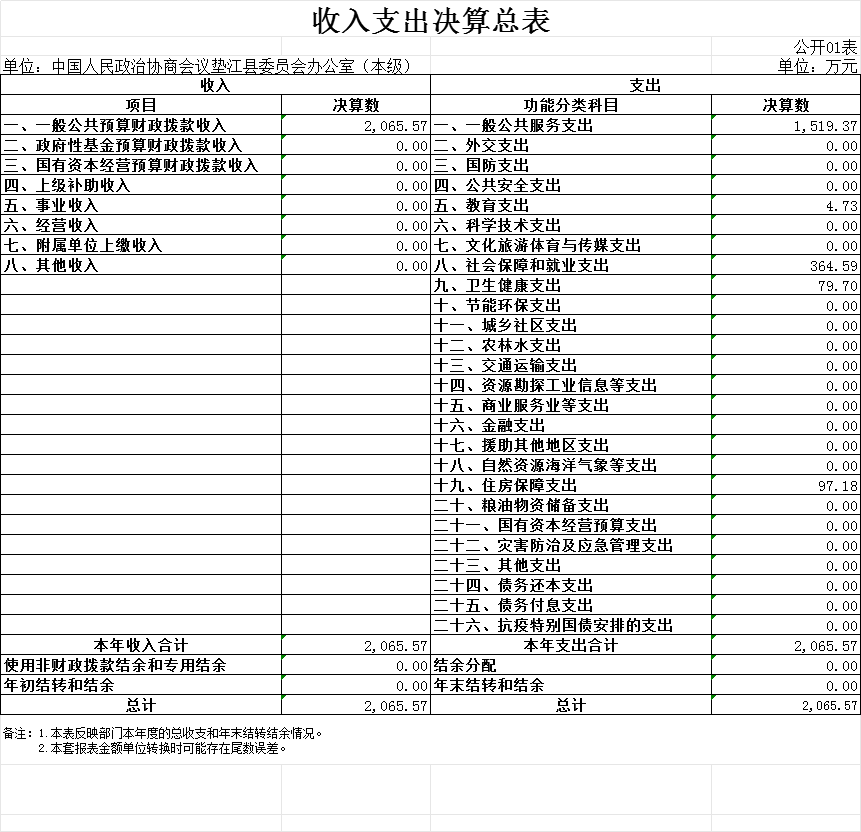 收入支出决算总表
公开01表
单位：中国人民政治协商会议垫江县委员会办公室（本级） 单位：万元
收入 支出
项目 决算数 功能分类科目 决算数
一、一般公共预算财政拨款收入 2,065.57 一、一般公共服务支出 1,519.37
二、政府性基金预算财政拨款收入 0.00 二、外交支出 0.00
三、国有资本经营预算财政拨款收入 0.00 三、国防支出 0.00
四、上级补助收入 0.00 四、公共安全支出 0.00
五、事业收入 0.00 五、教育支出 4.73
六、经营收入 0.00 六、科学技术支出 0.00
七、附属单位上缴收入 0.00 七、文化旅游体育与传媒支出 0.00
八、其他收入 0.00 八、社会保障和就业支出 364.59
九、卫生健康支出 79.70
十、节能环保支出 0.00
十一、城乡社区支出 0.00
十二、农林水支出 0.00
十三、交通运输支出 0.00
十四、资源勘探工业信息等支出 0.00
十五、商业服务业等支出 0.00
十六、金融支出 0.00
十七、援助其他地区支出 0.00
十八、自然资源海洋气象等支出 0.00
十九、住房保障支出 97.18
二十、粮油物资储备支出 0.00
二十一、国有资本经营预算支出 0.00
二十二、灾害防治及应急管理支出 0.00
二十三、其他支出 0.00
二十四、债务还本支出 0.00
二十五、债务付息支出 0.00
二十六、抗疫特别国债安排的支出 0.00
本年收入合计 2,065.57 本年支出合计 2,065.57
使用非财政拨款结余和专用结余 0.00 结余分配 0.00
年初结转和结余 0.00 年末结转和结余 0.00
总计 2,065.57 总计 2,065.57
备注：1.本表反映部门本年度的总收支和年末结转结余情况。
2.本套报表金额单位转换时可能存在尾数误差。